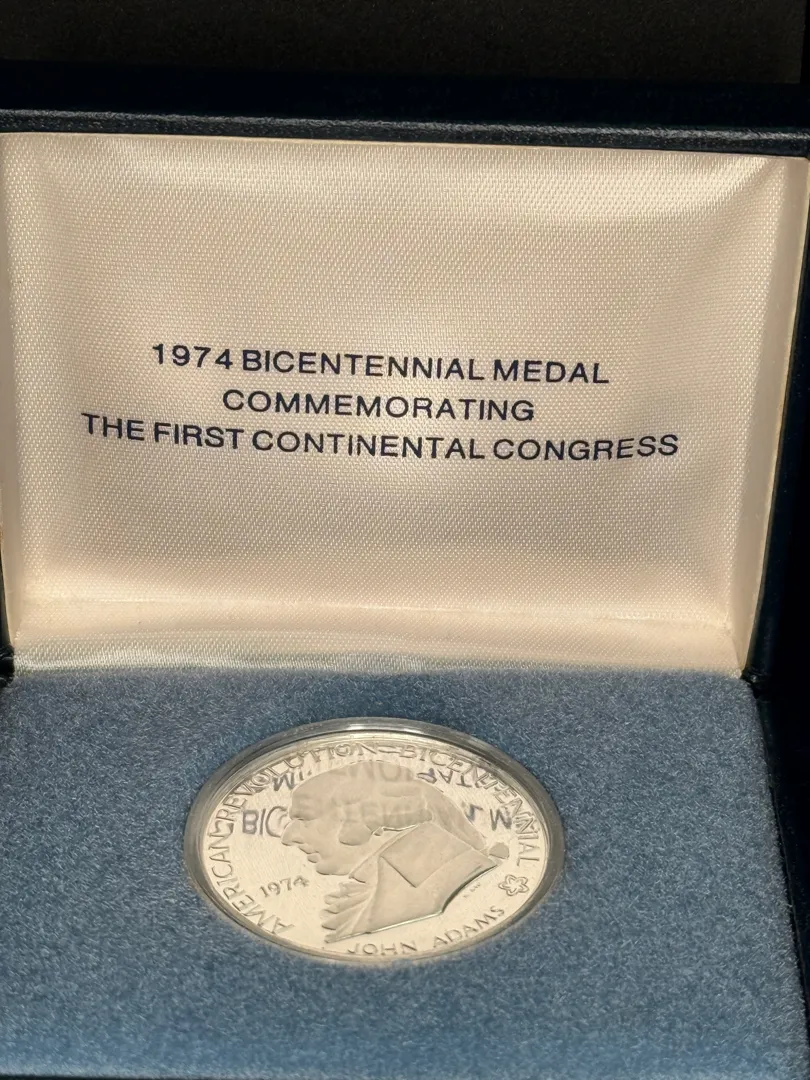 1974 BICENTENNIAL MEDAL
COMMEMORATING
THE FIRST CONTINENTAL CONGRESS
AMERICAN REVOLUTION BICENTENNIAL
1974
JOHN ADAMS